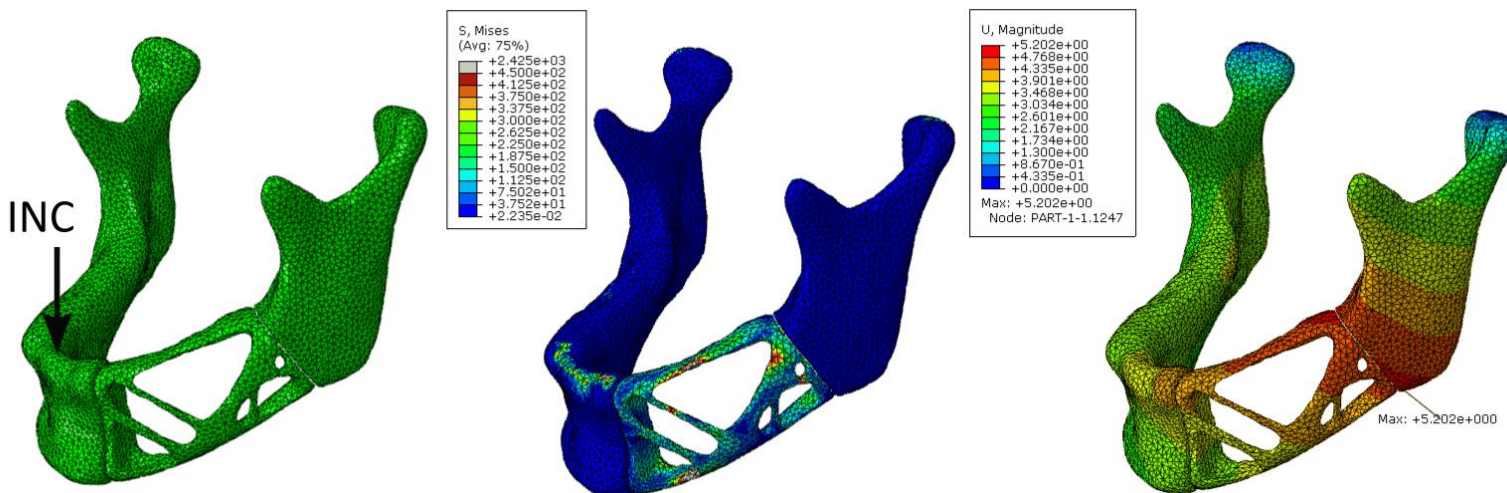 INC
S, Mises
(Avg: 75%)
+2.425e+03
+4.500e+02
+4.125e+02
+3.750e+02
+3.375e+02
+3.000e+02
+2.625e+02
+2.250e+02
+1.875e+02
+1.500e+02
+1.125e+02
+7.502e+01
+3.752e+01
+2.235e-02
U, Magnitude
+5.202e+00
+4.768e+00
+4.335e+00
+3.901e+00
+3.468e+00
+3.034e+00
+2.601e+00
+2.167e+00
+1.734e+00
+1.300e+00
+8.670e-01
+4.335e-01
+0.000e+00
Max: +5.202e+00
Node: PART-1-1.1247
Max: +5.202e+000